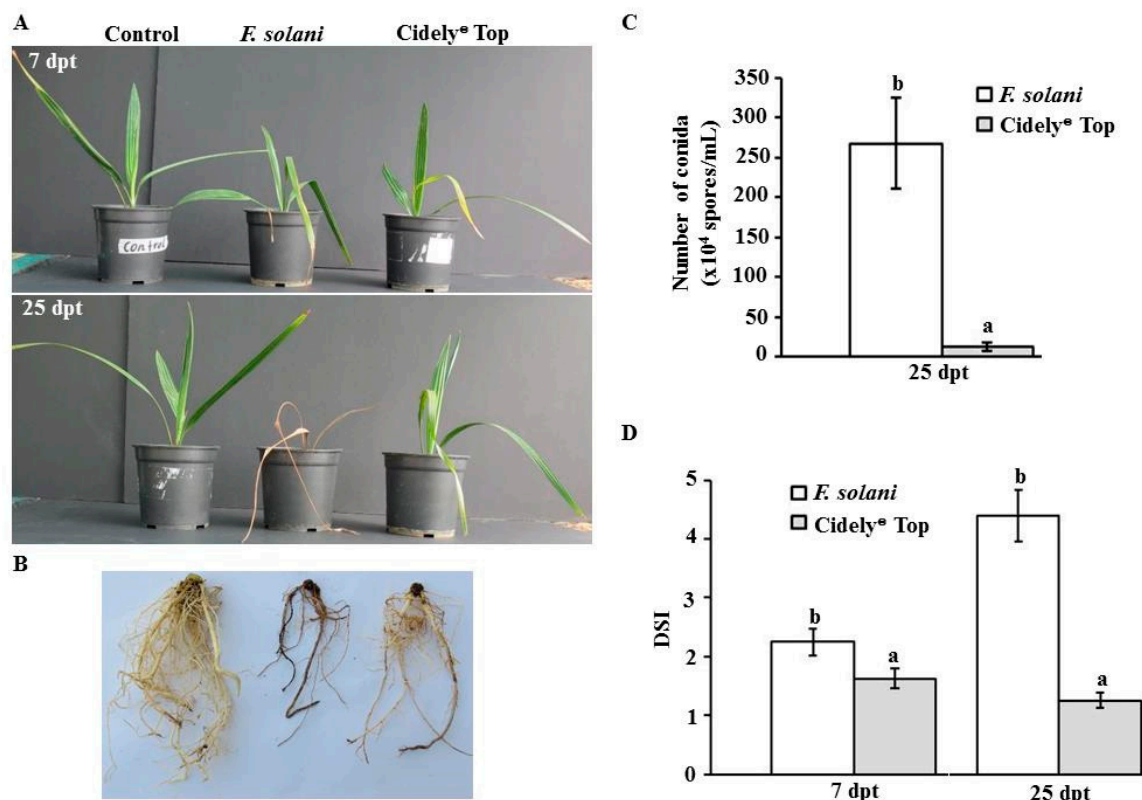 A
Control F. solani Cidely® Top
7 dpt
Control
25 dpt
B
C
Number of conida
(x10⁴ spores/mL)
350
300
250
200
150
100
50
0
b
a
F. solani
Cidely® Top
25 dpt
D
DSI
5
4
3
2
1
0
F. solani
Cidely® Top
b
a
b
a
7 dpt 25 dpt